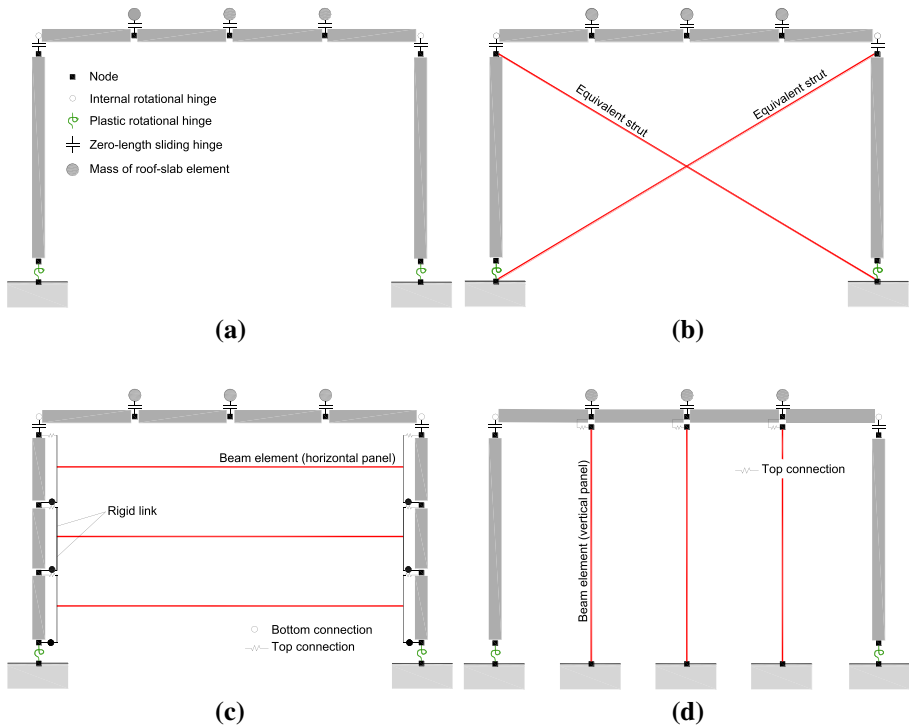 Node
Internal rotational hinge
Plastic rotational hinge
Zero-length sliding hinge
Mass of roof-slab element
(a)
Equivalent strut
Equivalent strut
(b)
Beam element (horizontal panel)
Rigid link
Bottom connection
Top connection
(c)
Beam element (vertical panel)
Top connection
(d)